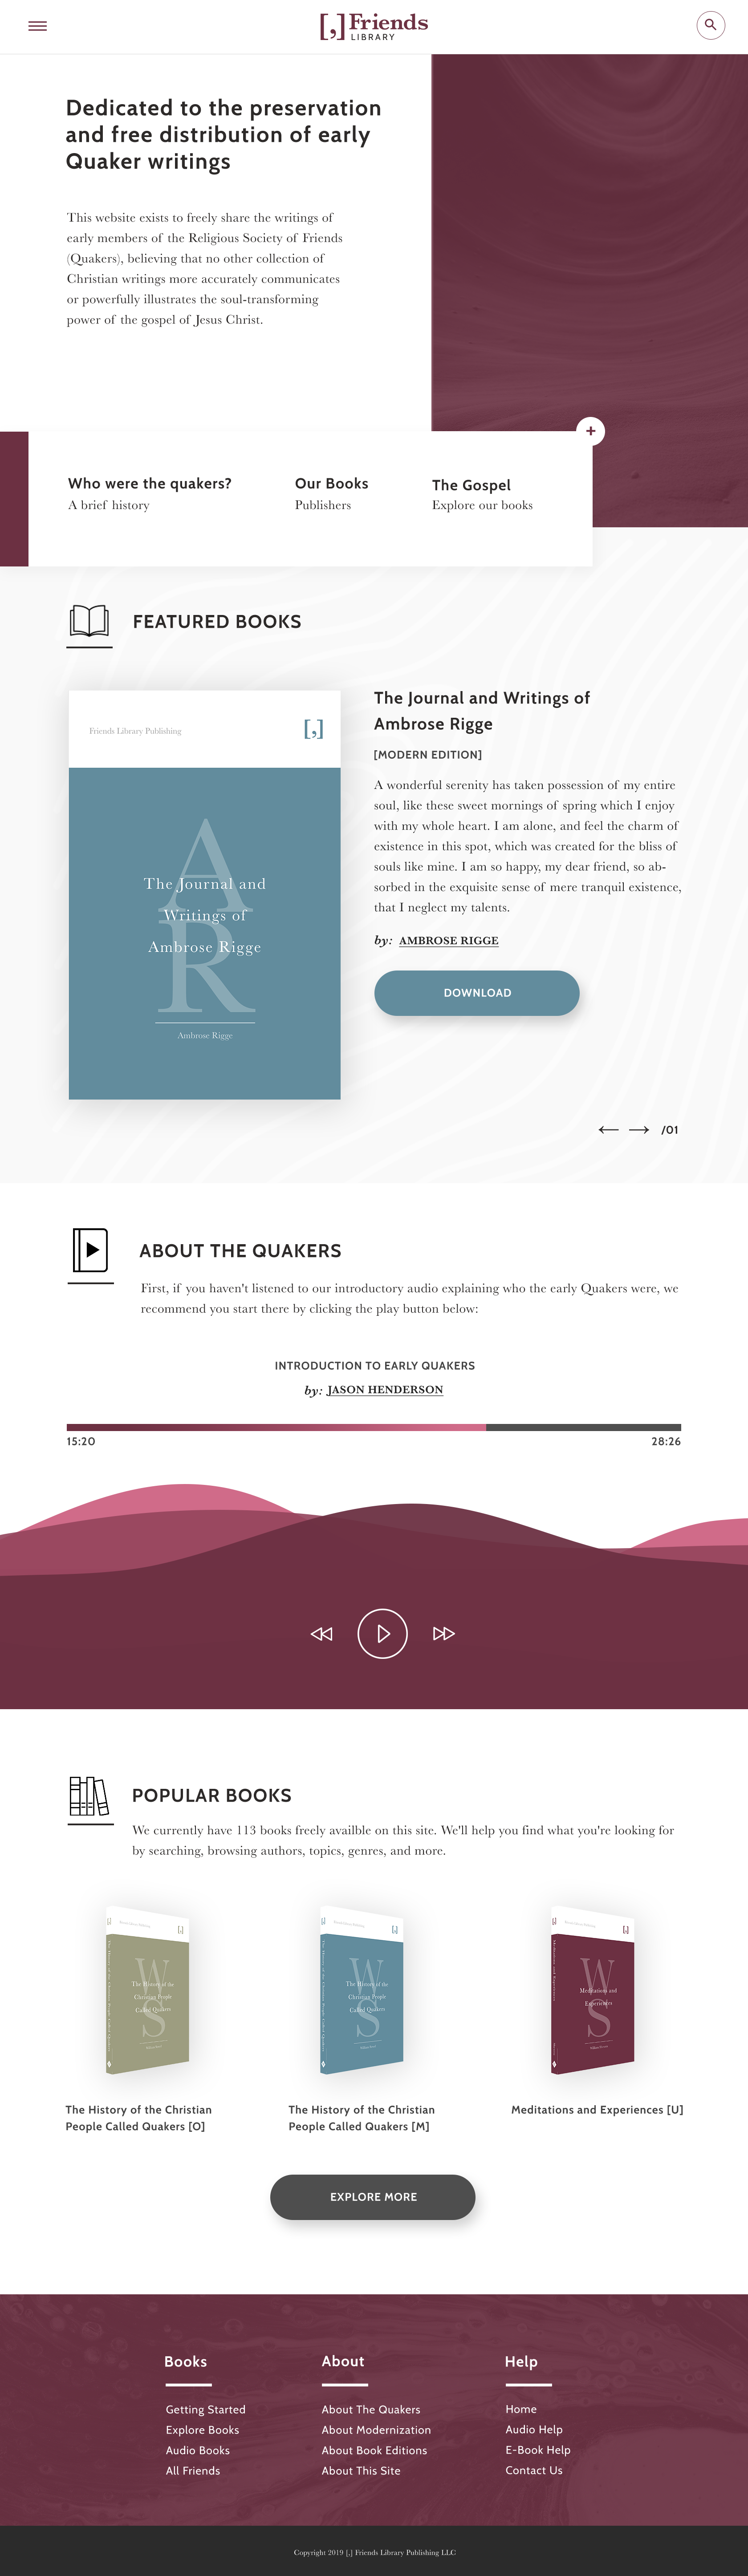 [,] Friends
LIBRARY
Dedicated to the preservation
and free distribution of early
Quaker writings
This website exists to freely share the writings of
early members of the Religious Society of Friends
(Quakers), believing that no other collection of
Christian writings more accurately communicates
or powerfully illustrates the soul-transforming
power of the gospel of Jesus Christ.
+
Who were the quakers?
A brief history
Our Books
Publishers
The Gospel
Explore our books
FEATURED BOOKS
Friends Library Publishing
[,]
A
R
The Journal and
Writings of
Ambrose Rigge
Ambrose Rigge
The Journal and Writings of
Ambrose Rigge
[MODERN EDITION]
A wonderful serenity has taken possession of my entire
soul, like these sweet mornings of spring which I enjoy
with my whole heart. I am alone, and feel the charm of
existence in this spot, which was created for the bliss of
souls like mine. I am so happy, my dear friend, so ab-
sorbed in the exquisite sense of mere tranquil existence,
that I neglect my talents.
by: AMBROSE RIGGE
DOWNLOAD
/01
ABOUT THE QUAKERS
First, if you haven't listened to our introductory audio explaining who the early Quakers were, we
recommend you start there by clicking the play button below:
INTRODUCTION TO EARLY QUAKERS
by: JASON HENDERSON
15:20
28:26
POPULAR BOOKS
We currently have 113 books freely availble on this site. We'll help you find what you're looking for
by searching, browsing authors, topics, genres, and more.
[,]
W
S
The History of the
Christian People
Called Quakers
[,]
W
S
The History of the
Christian People
Called Quakers
[,]
W
S
Meditations and
Experiences
The History of the Christian
People Called Quakers [O]
The History of the Christian
People Called Quakers [M]
Meditations and Experiences [U]
EXPLORE MORE
Books
Getting Started
Explore Books
Audio Books
All Friends
About
About The Quakers
About Modernization
About Book Editions
About This Site
Help
Home
Audio Help
E-Book Help
Contact Us
Copyright 2019 [,] Friends Library Publishing LLC